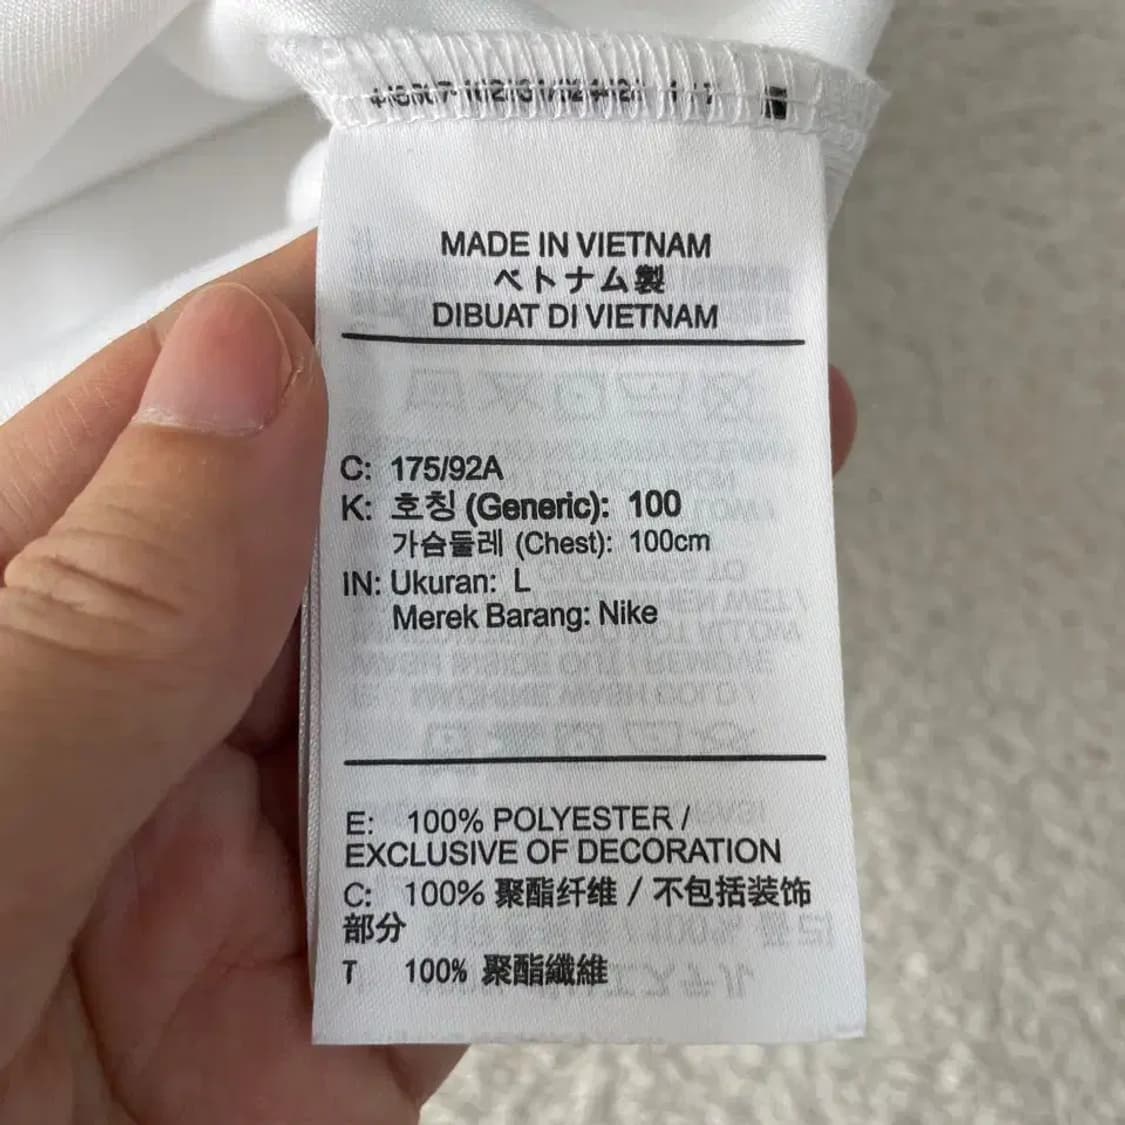 MADE IN VIETNAM
ベトナム製
DIBUAT DI VIETNAM
C: 175/92A
K: 호칭 (Generic): 100
가슴둘레 (Chest): 100cm
IN: Ukuran: L
Merek Barang: Nike
E: 100% POLYESTER /
EXCLUSIVE OF DECORATION
C: 100% 聚酯纤维 / 不包括装饰
部分
T 100% 聚酯纖維